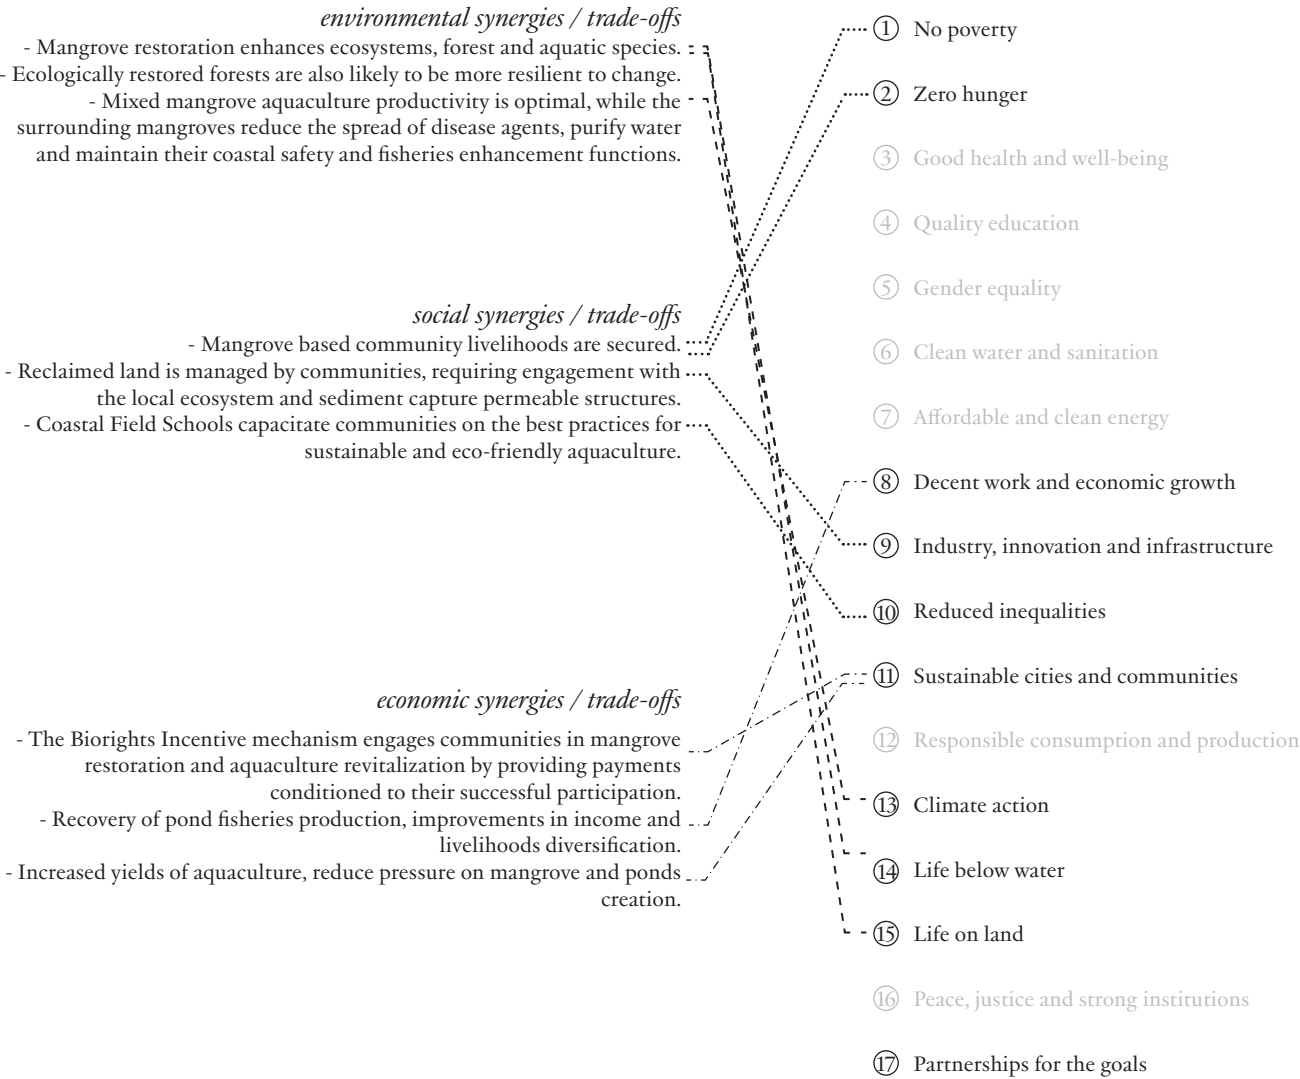 environmental synergies / trade-offs
- Mangrove restoration enhances ecosystems, forest and aquatic species.
- Ecologically restored forests are also likely to be more resilient to change.
- Mixed mangrove aquaculture productivity is optimal, while the
surrounding mangroves reduce the spread of disease agents, purify water
and maintain their coastal safety and fisheries enhancement functions.
social synergies / trade-offs
- Mangrove based community livelihoods are secured.
- Reclaimed land is managed by communities, requiring engagement with
the local ecosystem and sediment capture permeable structures.
- Coastal Field Schools capacitate communities on the best practices for
sustainable and eco-friendly aquaculture.
economic synergies / trade-offs
- The Biorights Incentive mechanism engages communities in mangrove
restoration and aquaculture revitalization by providing payments
conditioned to their successful participation.
- Recovery of pond fisheries production, improvements in income and
livelihoods diversification.
- Increased yields of aquaculture, reduce pressure on mangrove and ponds
creation.
1 No poverty
2 Zero hunger
3 Good health and well-being
4 Quality education
5 Gender equality
6 Clean water and sanitation
7 Affordable and clean energy
8 Decent work and economic growth
9 Industry, innovation and infrastructure
10 Reduced inequalities
11 Sustainable cities and communities
12 Responsible consumption and production
13 Climate action
14 Life below water
15 Life on land
16 Peace, justice and strong institutions
17 Partnerships for the goals